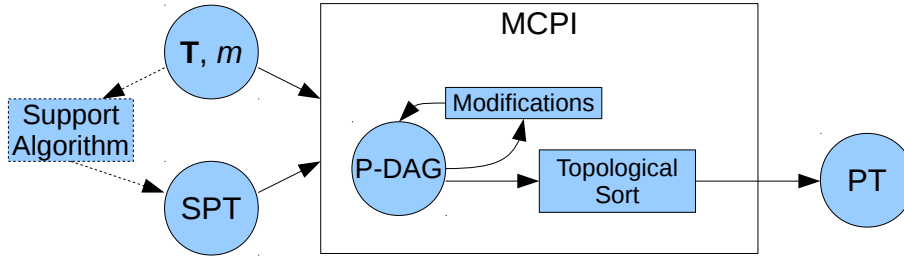 MCPI
T, m
Support
Algorithm
SPT
Modifications
P-DAG
Topological
Sort
PT